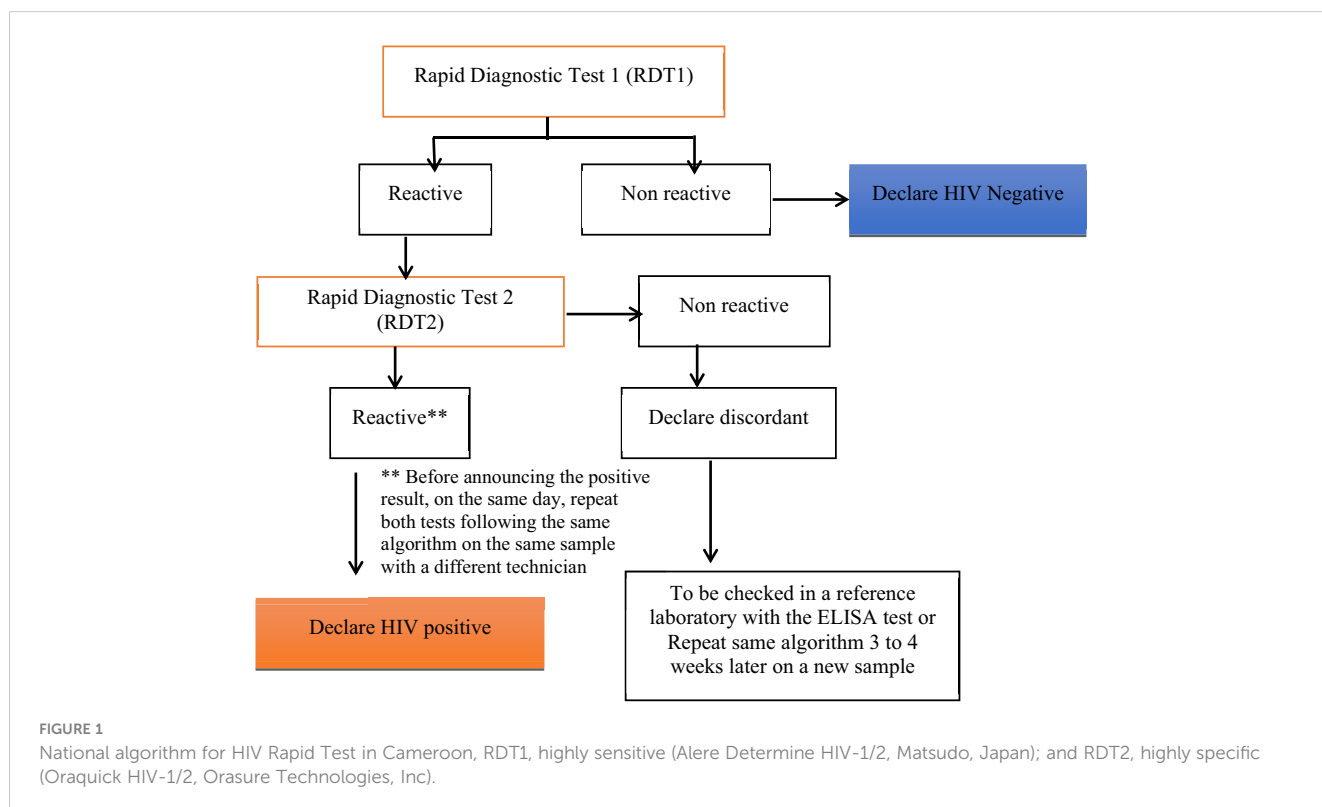 Rapid Diagnostic Test 1 (RDT1)
Reactive
Non reactive
Declare HIV Negative
Rapid Diagnostic Test 2
(RDT2)
Non reactive
Reactive**
Declare discordant
** Before announcing the positive
result, on the same day, repeat
both tests following the same
algorithm on the same sample
with a different technician
Declare HIV positive
To be checked in a reference
laboratory with the ELISA test or
Repeat same algorithm 3 to 4
weeks later on a new sample
FIGURE 1
National algorithm for HIV Rapid Test in Cameroon, RDT1, highly sensitive (Alere Determine HIV-1/2, Matsudo, Japan); and RDT2, highly specific
(Oraquick HIV-1/2, Orasure Technologies, Inc).